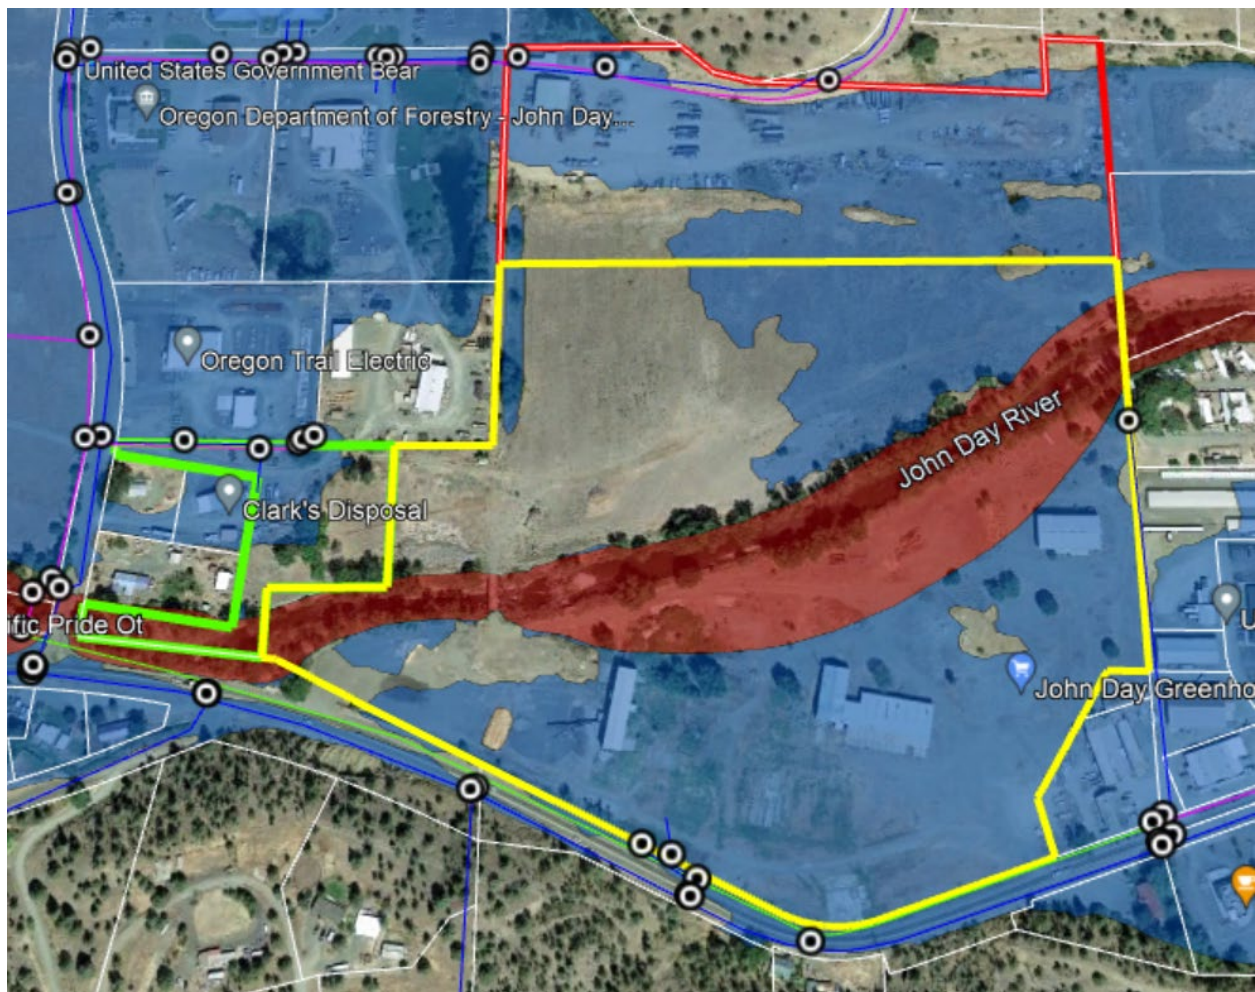 United States Government Bear
Oregon Department of Forestry - John Day...
Oregon Trail Electric
John Day River
Clark's Disposal
ific Pride Ot
U
John Day Greenho